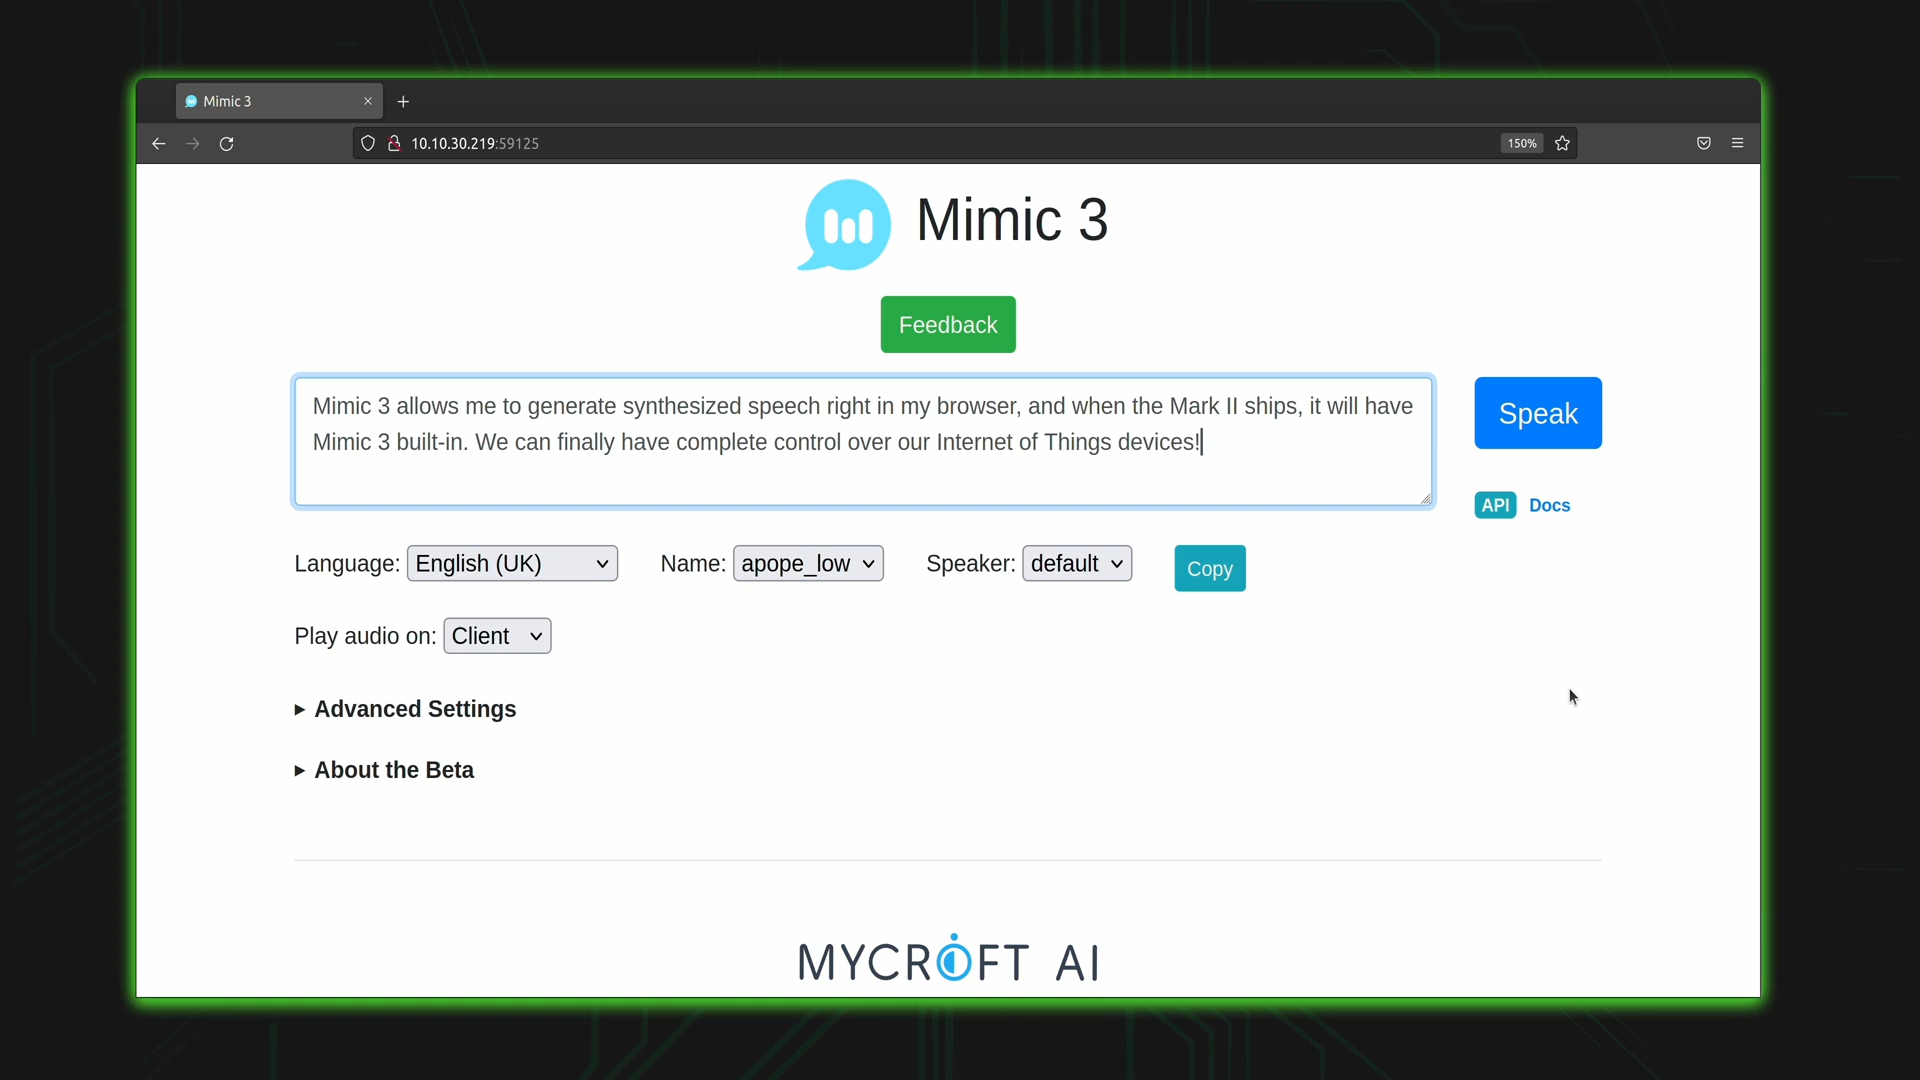 Mimic 3
10.10.30.219:59125
150%
Mimic 3
Feedback
Mimic 3 allows me to generate synthesized speech right in my browser, and when the Mark II ships, it will have
Mimic 3 built-in. We can finally have complete control over our Internet of Things devices!
Speak
API Docs
Language: English (UK) Name: apope_low Speaker: default Copy
Play audio on: Client
Advanced Settings
About the Beta
MYCROFT AI